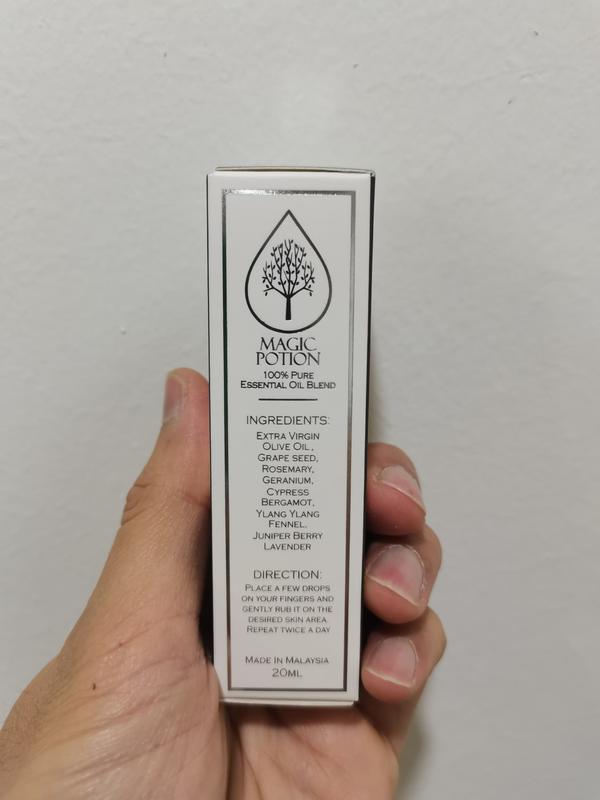 MAGIC
POTION
100% PURE
ESSENTIAL OIL BLEND
INGREDIENTS:
EXTRA VIRGIN
OLIVE OIL,
GRAPE SEED,
ROSEMARY,
GERANIUM,
CYPRESS
BERGAMOT,
YLANG YLANG
FENNEL,
JUNIPER BERRY
LAVENDER
DIRECTION:
PLACE A FEW DROPS
ON YOUR FINGERS AND
GENTLY RUB IT ON THE
DESIRED SKIN AREA.
REPEAT TWICE A DAY
MADE IN MALAYSIA
20ML